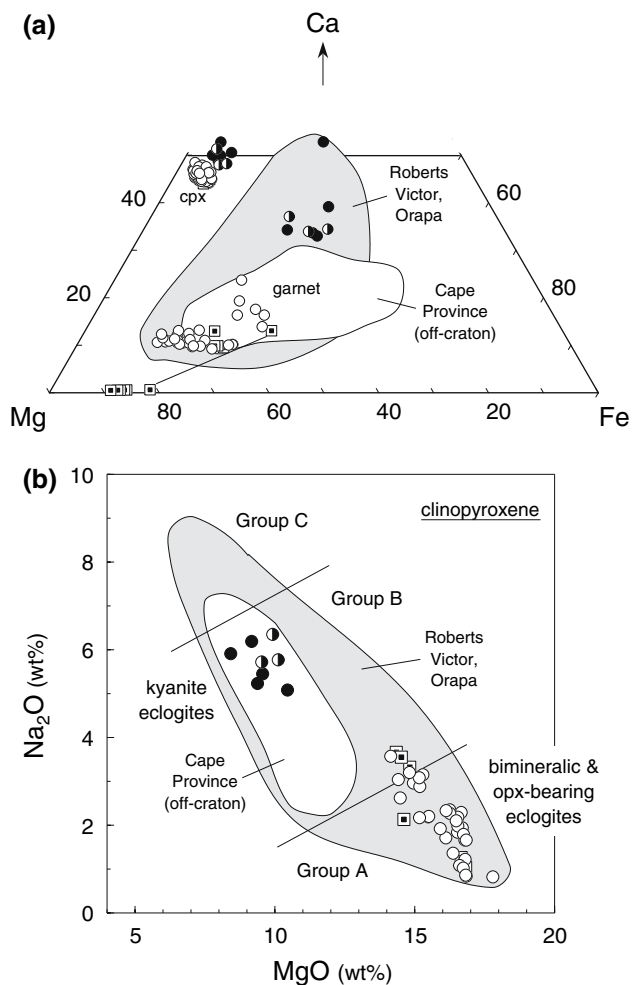 (a)
Ca
Roberts
Victor,
Orapa
40
cpx
60
20
garnet
80
Cape
Province
(off-craton)
Mg
80
60
40
20
Fe
(b)
10
clinopyroxene
Group C
8
Group B
Roberts
Victor,
Orapa
6
kyanite
eclogites
Na₂O (wt%)
4
bimineralic &
opx-bearing
eclogites
Cape
Province
(off-craton)
2
Group A
0
5
10
15
20
MgO (wt%)